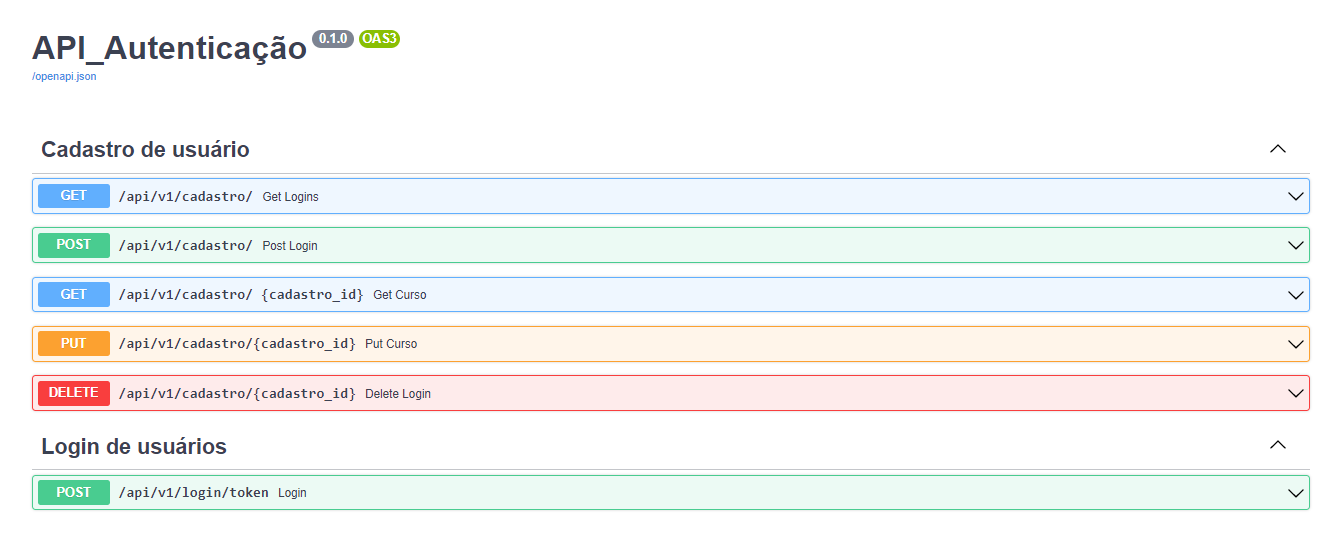 API_Autenticação 0.1.0 OAS3
/openapi.json
Cadastro de usuário
GET /api/v1/cadastro/ Get Logins
POST /api/v1/cadastro/ Post Login
GET /api/v1/cadastro/ {cadastro_id} Get Curso
PUT /api/v1/cadastro/{cadastro_id} Put Curso
DELETE /api/v1/cadastro/{cadastro_id} Delete Login
Login de usuários
POST /api/v1/login/token Login